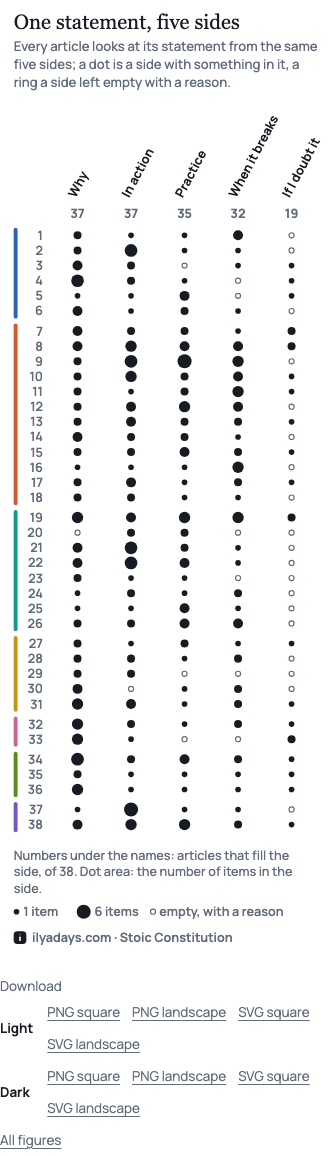 One statement, five sides
Every article looks at its statement from the same
five sides; a dot is a side with something in it, a
ring a side left empty with a reason.
Why
In action
Practice
When it breaks
If I doubt it
37 37 35 32 19
1
2
3
4
5
6
7
8
9
10
11
12
13
14
15
16
17
18
19
20
21
22
23
24
25
26
27
28
29
30
31
32
33
34
35
36
37
38
Numbers under the names: articles that fill the
side, of 38. Dot area: the number of items in the
side.
1 item 6 items empty, with a reason
ilyadays.com · Stoic Constitution
Download
Light
PNG square PNG landscape SVG square
SVG landscape
Dark
PNG square PNG landscape SVG square
SVG landscape
All figures